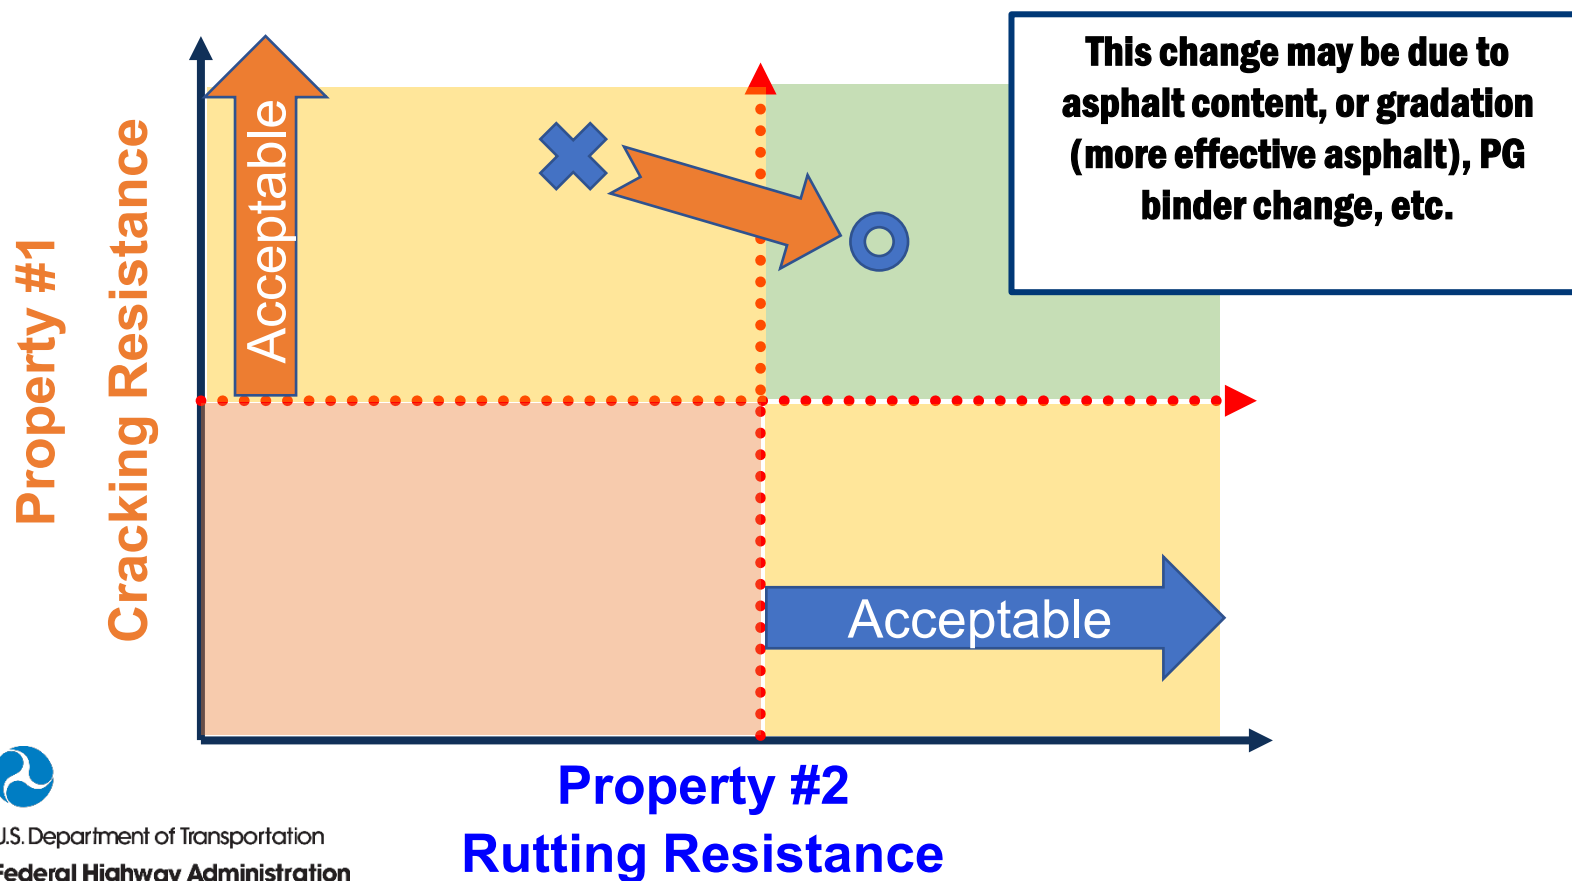 This change may be due to
asphalt content, or gradation
(more effective asphalt), PG
binder change, etc.
Property #1
Cracking Resistance
Acceptable
Acceptable
Property #2
Rutting Resistance
U.S. Department of Transportation
Federal Highway Administration